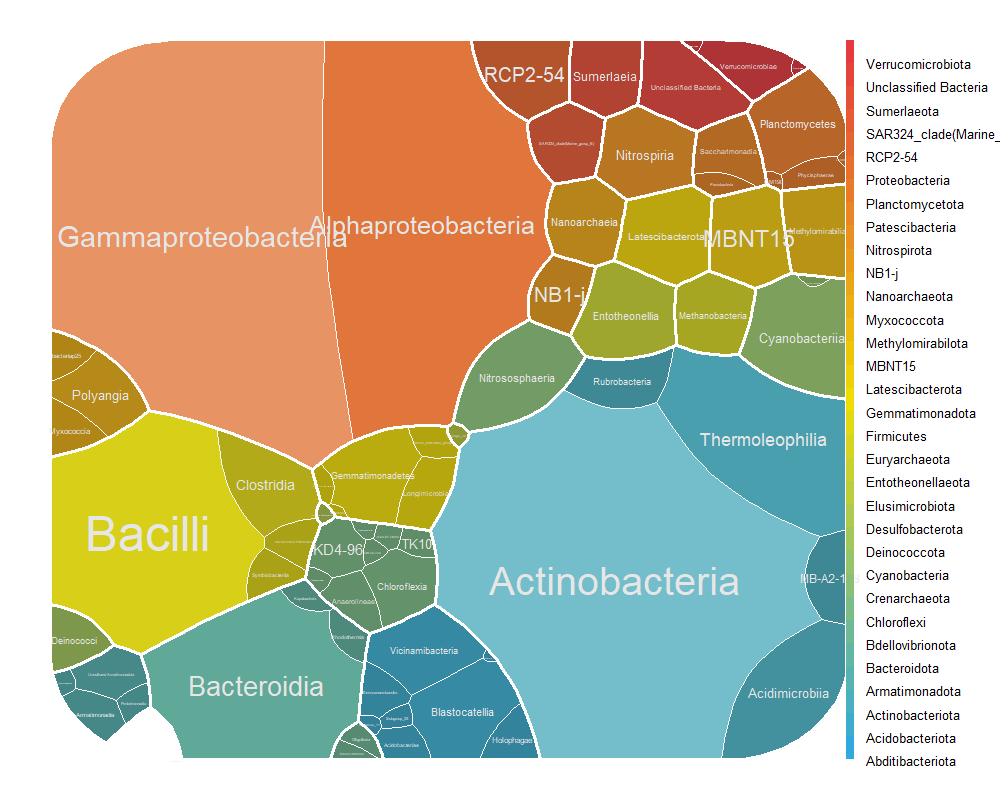 RCP2-54
Sumerlaeia
Unclassified Bacteria
Verrucomicrobiae
Planctomycetes
Nitrospiria
Saccharimonadia
Phycisphaerae
Gammaproteobacteria
Alphaproteobacteria
Nanoarchaeia
Latescibacterota
MBNT15
Methylomirabilia
NB1-j
Entotheonellia
Methanobacteria
Cyanobacteriia
Polyangia
Myxococcia
Nitrososphaeria
Rubrobacteria
Thermoleophilia
Bacilli
Clostridia
Gemmatimonadetes
Longimicrobia
KD4-96
TK10
Chloroflexia
Anaerolineae
Symbiobacteriia
Actinobacteria
Deinococci
Rhodothermia
Vicinamibacteria
Bacteroidia
Blastocatellia
Acidimicrobiia
Armatimonadia
Holophagae
Acidobacteriae
Verrucomicrobiota
Unclassified Bacteria
Sumerlaeota
SAR324_clade(Marine_
RCP2-54
Proteobacteria
Planctomycetota
Patescibacteria
Nitrospirota
NB1-j
Nanoarchaeota
Myxococcota
Methylomirabilota
MBNT15
Latescibacterota
Gemmatimonadota
Firmicutes
Euryarchaeota
Entotheonellaeota
Elusimicrobiota
Desulfobacterota
Deinococcota
Cyanobacteria
Crenarchaeota
Chloroflexi
Bdellovibrionota
Bacteroidota
Armatimonadota
Actinobacteriota
Acidobacteriota
Abditibacteriota